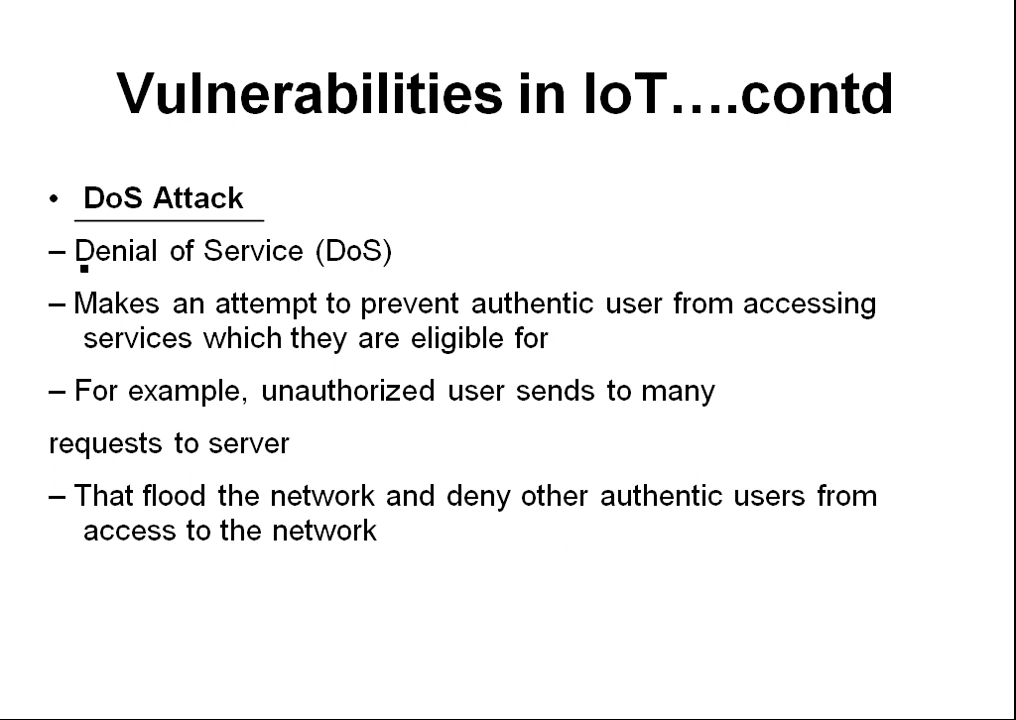 Vulnerabilities in IoT….contd
• DoS Attack
– Denial of Service (DoS)
– Makes an attempt to prevent authentic user from accessing
services which they are eligible for
– For example, unauthorized user sends to many
requests to server
– That flood the network and deny other authentic users from
access to the network